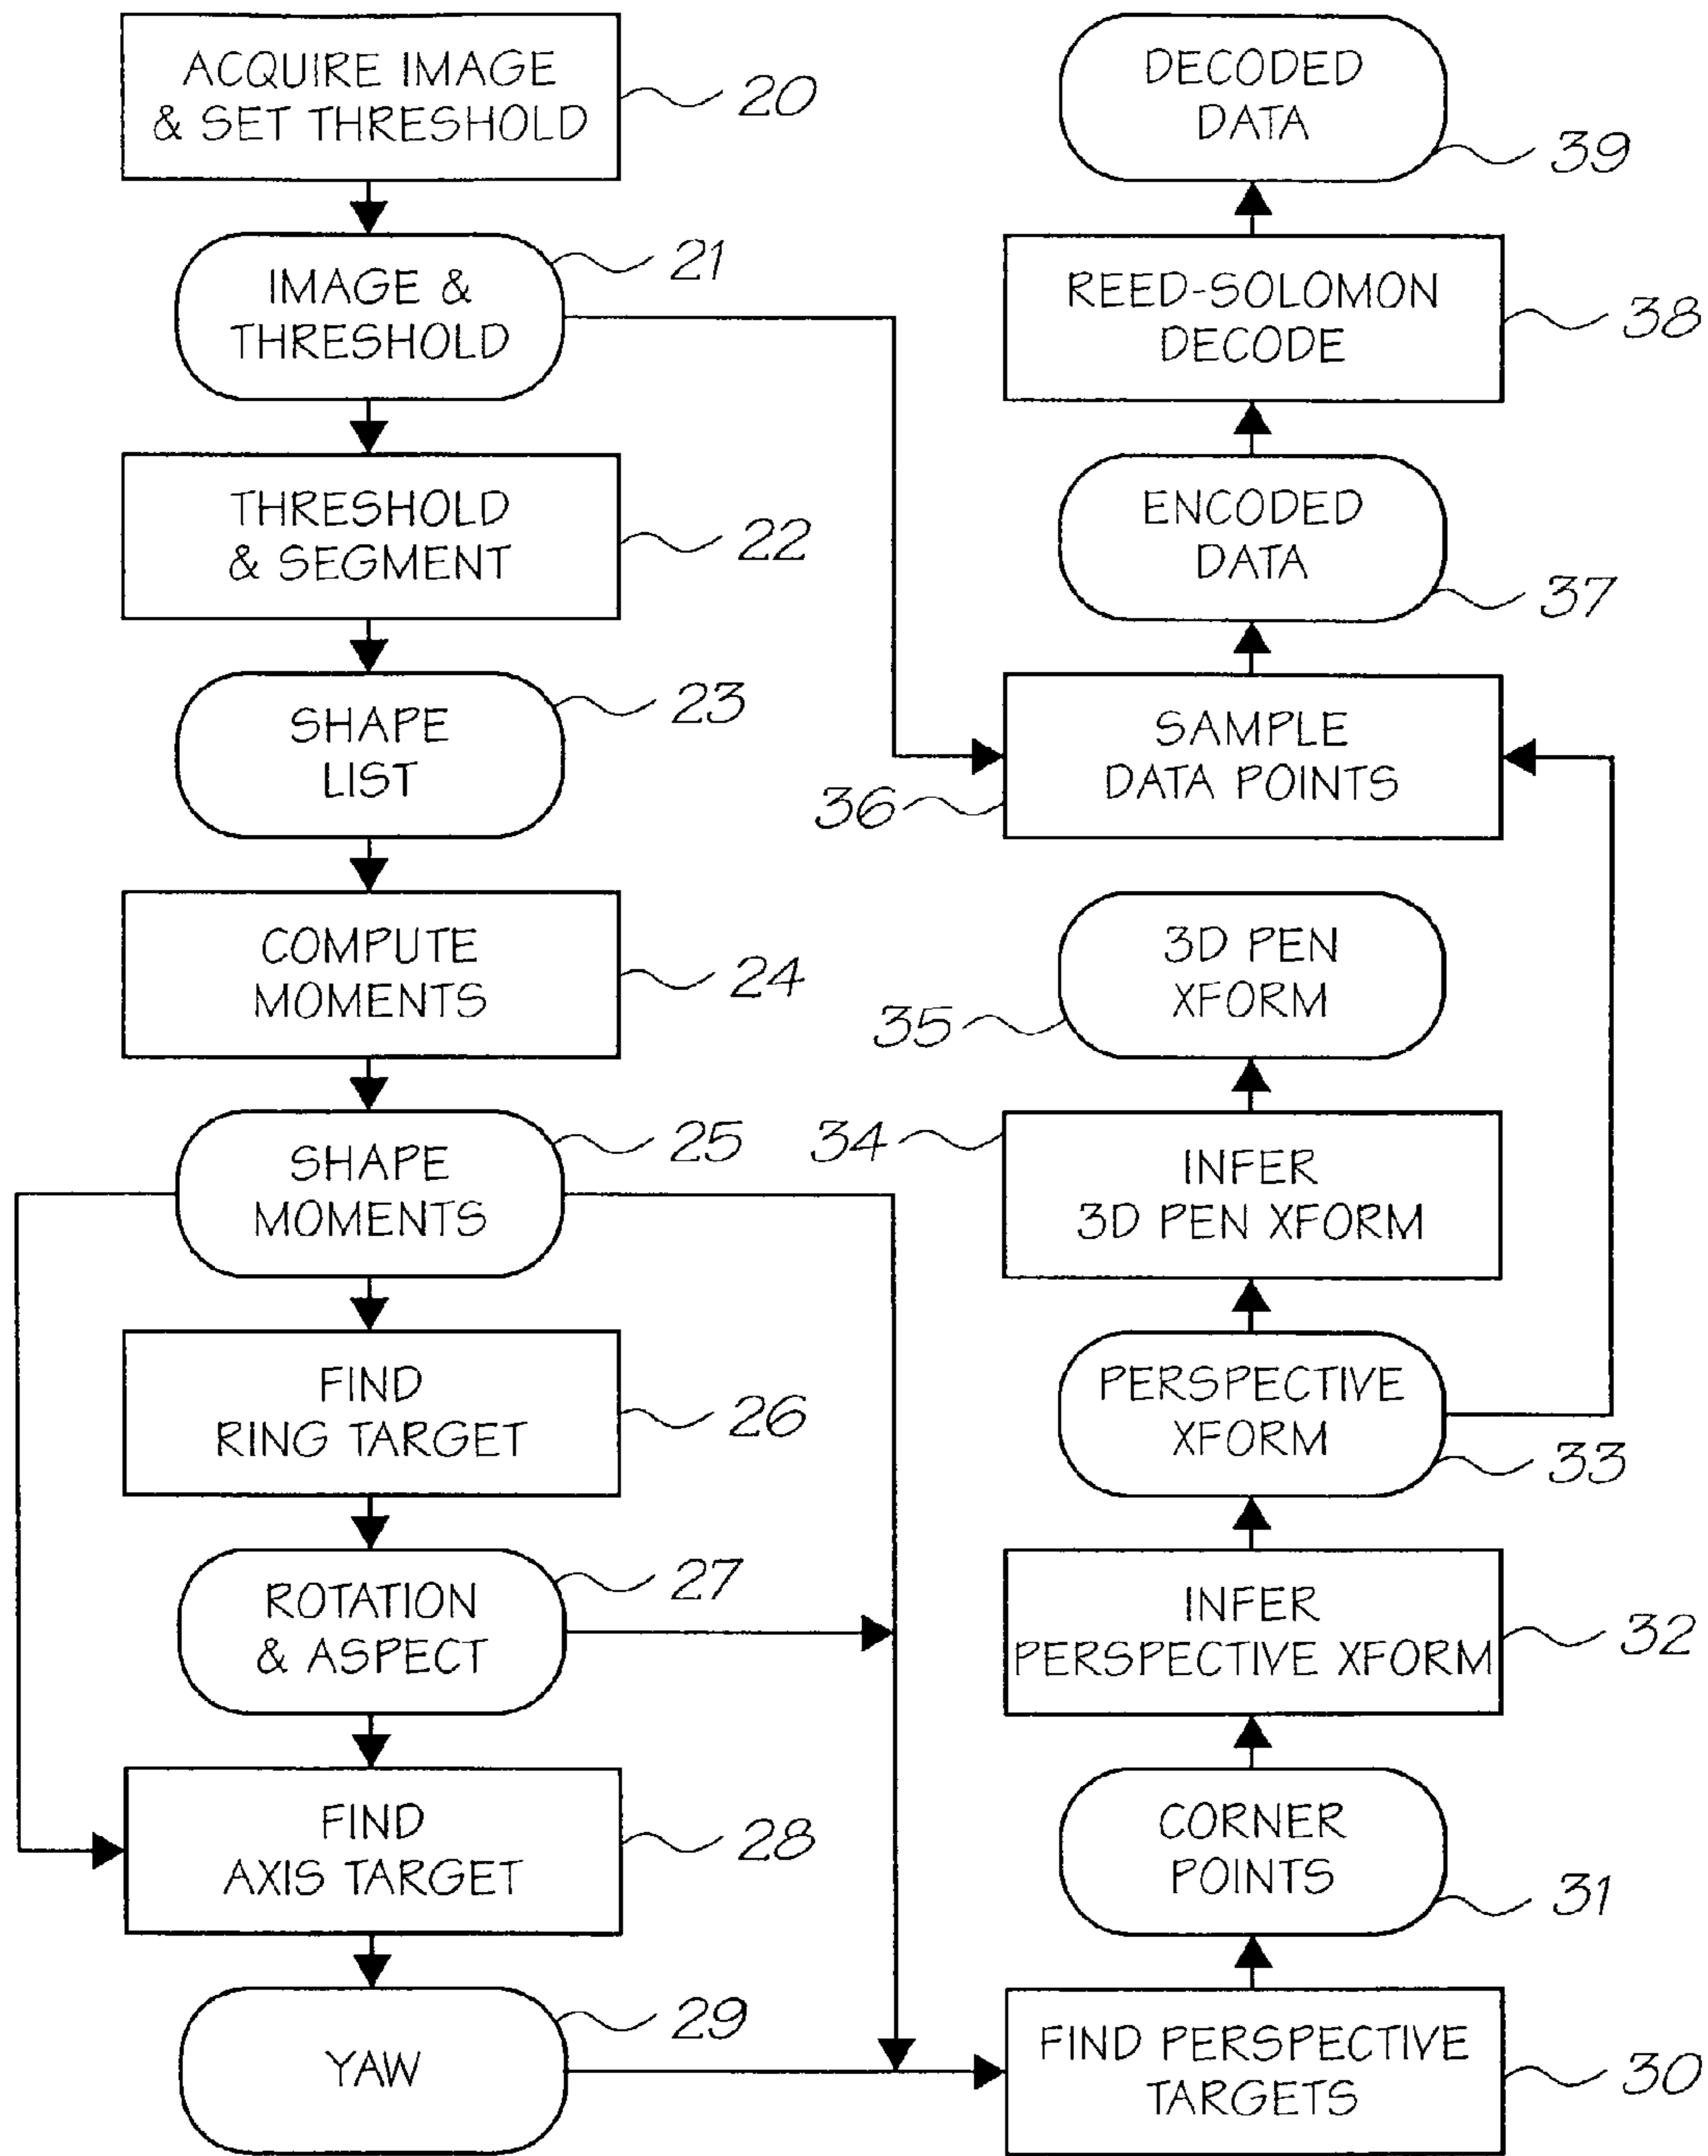 ACQUIRE IMAGE
& SET THRESHOLD
20
IMAGE &
THRESHOLD
21
THRESHOLD
& SEGMENT
22
SHAPE
LIST
23
COMPUTE
MOMENTS
24
SHAPE
MOMENTS
25
FIND
RING TARGET
26
ROTATION
& ASPECT
27
FIND
AXIS TARGET
28
YAW
29
DECODED
DATA
39
REED-SOLOMON
DECODE
38
ENCODED
DATA
37
SAMPLE
DATA POINTS
36
3D PEN
XFORM
35
INFER
3D PEN XFORM
34
PERSPECTIVE
XFORM
33
INFER
PERSPECTIVE XFORM
32
CORNER
POINTS
31
FIND PERSPECTIVE
TARGETS
30